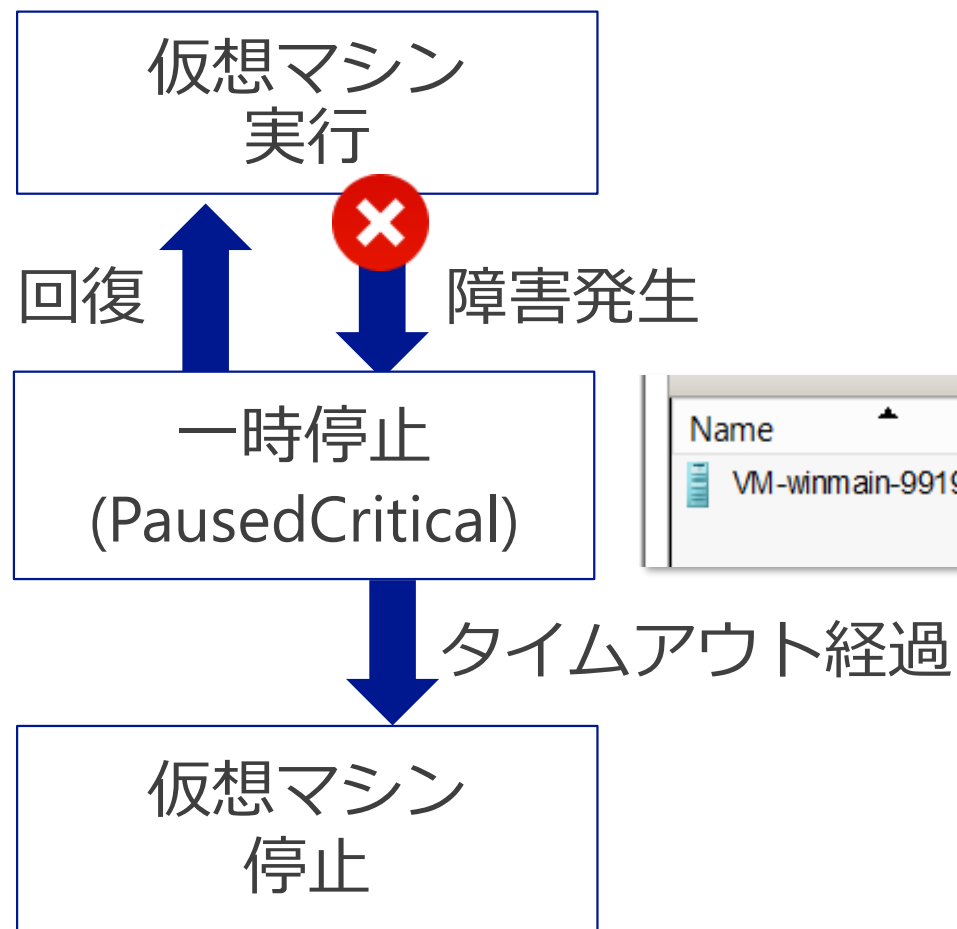 仮想マシン
実行
回復
障害発生
一時停止
(PausedCritical)
Name
VM-winmain-9919
タイムアウト経過
仮想マシン
停止